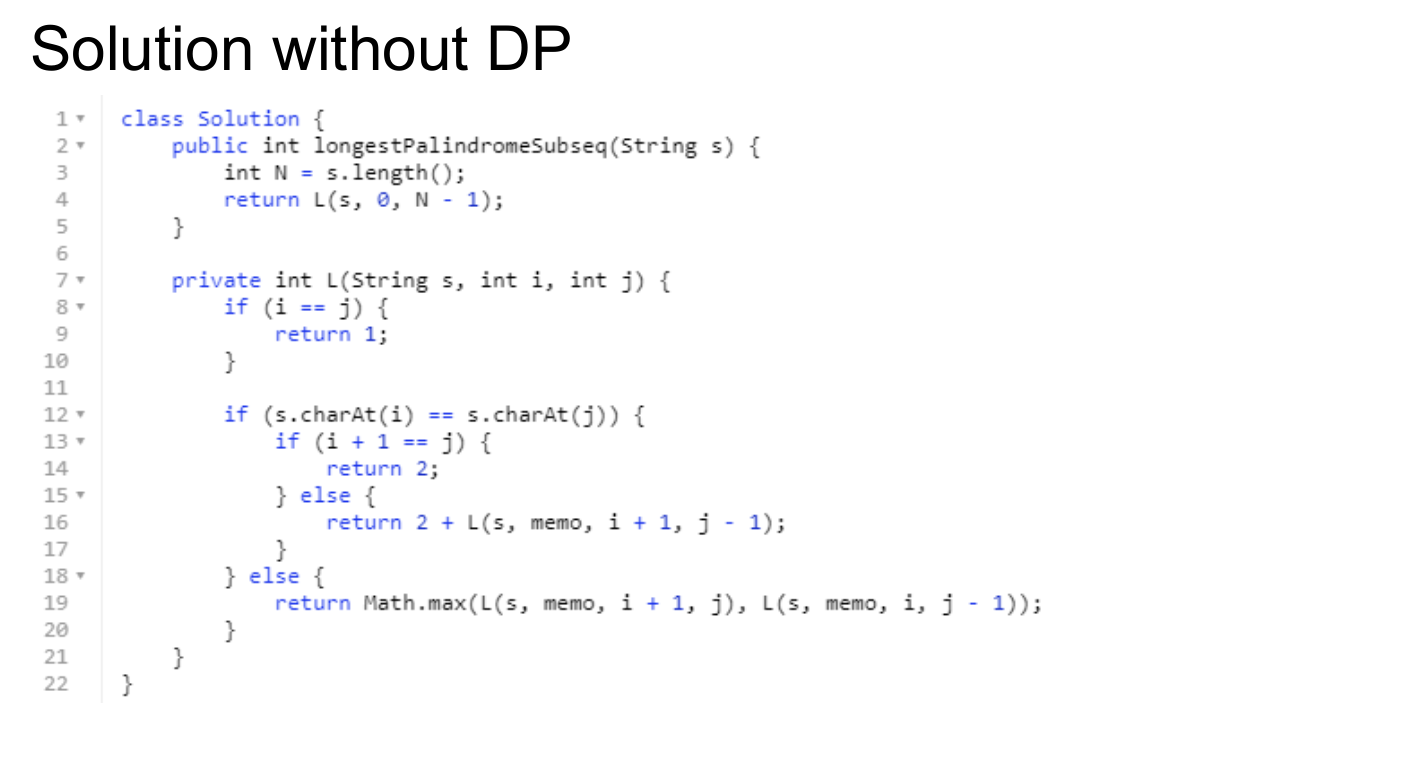 Solution without DP
1 class Solution {
2     public int longestPalindromeSubseq(String s) {
3         int N = s.length();
4         return L(s, 0, N - 1);
5     }
6
7     private int L(String s, int i, int j) {
8         if (i == j) {
9             return 1;
10         }
11
12         if (s.charAt(i) == s.charAt(j)) {
13             if (i + 1 == j) {
14                 return 2;
15             } else {
16                 return 2 + L(s, memo, i + 1, j - 1);
17             }
18         } else {
19             return Math.max(L(s, memo, i + 1, j), L(s, memo, i, j - 1));
20         }
21     }
22 }